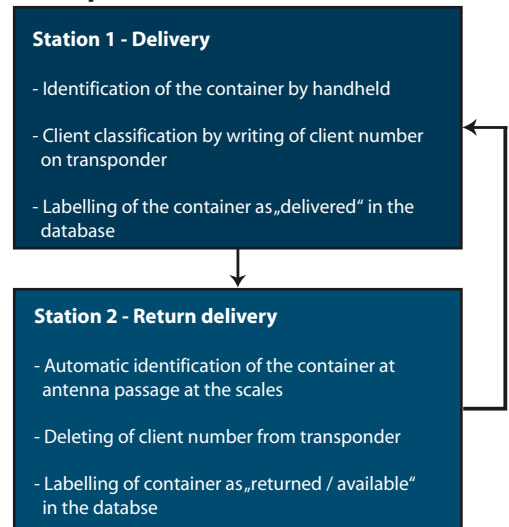 Station 1 - Delivery
- Identification of the container by handheld
- Client classification by writing of client number
on transponder
- Labelling of the container as„delivered“ in the
database
Station 2 - Return delivery
- Automatic identification of the container at
antenna passage at the scales
- Deleting of client number from transponder
- Labelling of container as„returned / available“
in the databse